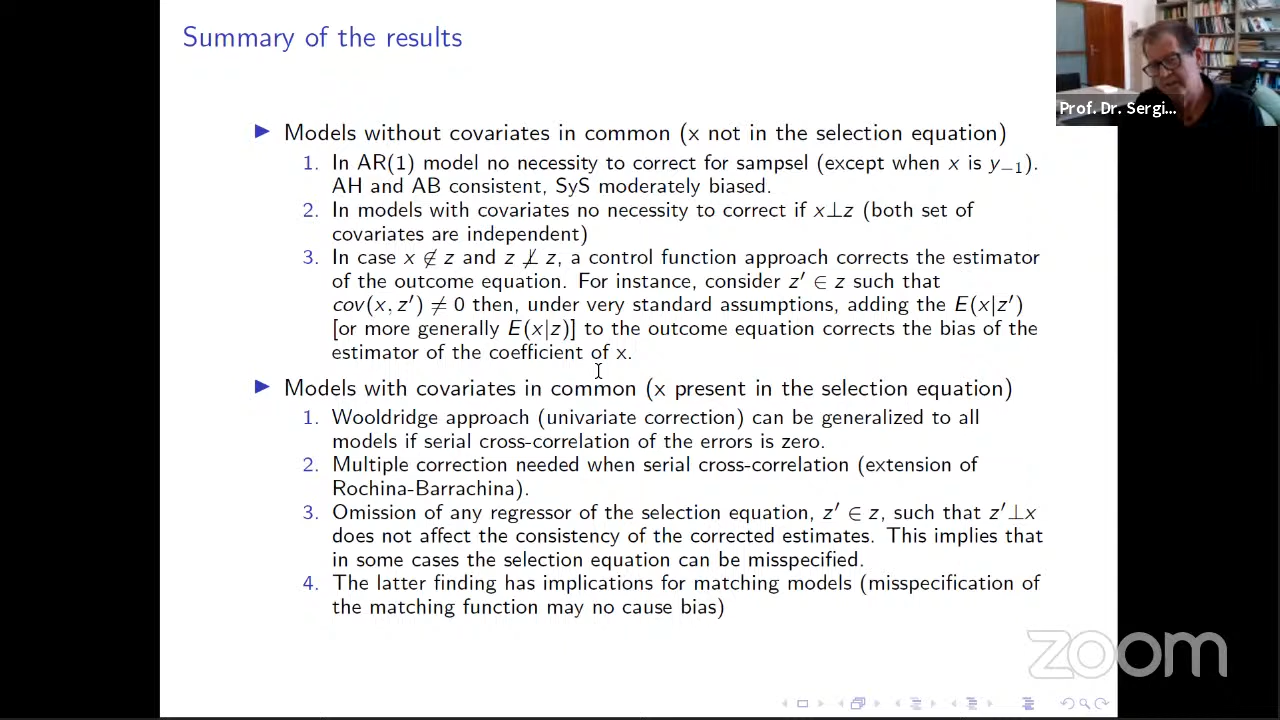 Summary of the results
Prof. Dr. Sergi...
▶ Models without covariates in common (x not in the selection equation)
1. In AR(1) model no necessity to correct for sampsel (except when x is y₋₁).
AH and AB consistent, SyS moderately biased.
2. In models with covariates no necessity to correct if x⊥z (both set of
covariates are independent)
3. In case x ∉ z and z ⊥̸ z, a control function approach corrects the estimator
of the outcome equation. For instance, consider z′ ∈ z such that
cov(x, z′) ≠ 0 then, under very standard assumptions, adding the E(x|z′)
[or more generally E(x|z)] to the outcome equation corrects the bias of the
estimator of the coefficient of x.
▶ Models with covariates in common (x present in the selection equation)
1. Wooldridge approach (univariate correction) can be generalized to all
models if serial cross-correlation of the errors is zero.
2. Multiple correction needed when serial cross-correlation (extension of
Rochina-Barrachina).
3. Omission of any regressor of the selection equation, z′ ∈ z, such that z′⊥x
does not affect the consistency of the corrected estimates. This implies that
in some cases the selection equation can be misspecified.
4. The latter finding has implications for matching models (misspecification of
the matching function may no cause bias)
zoom